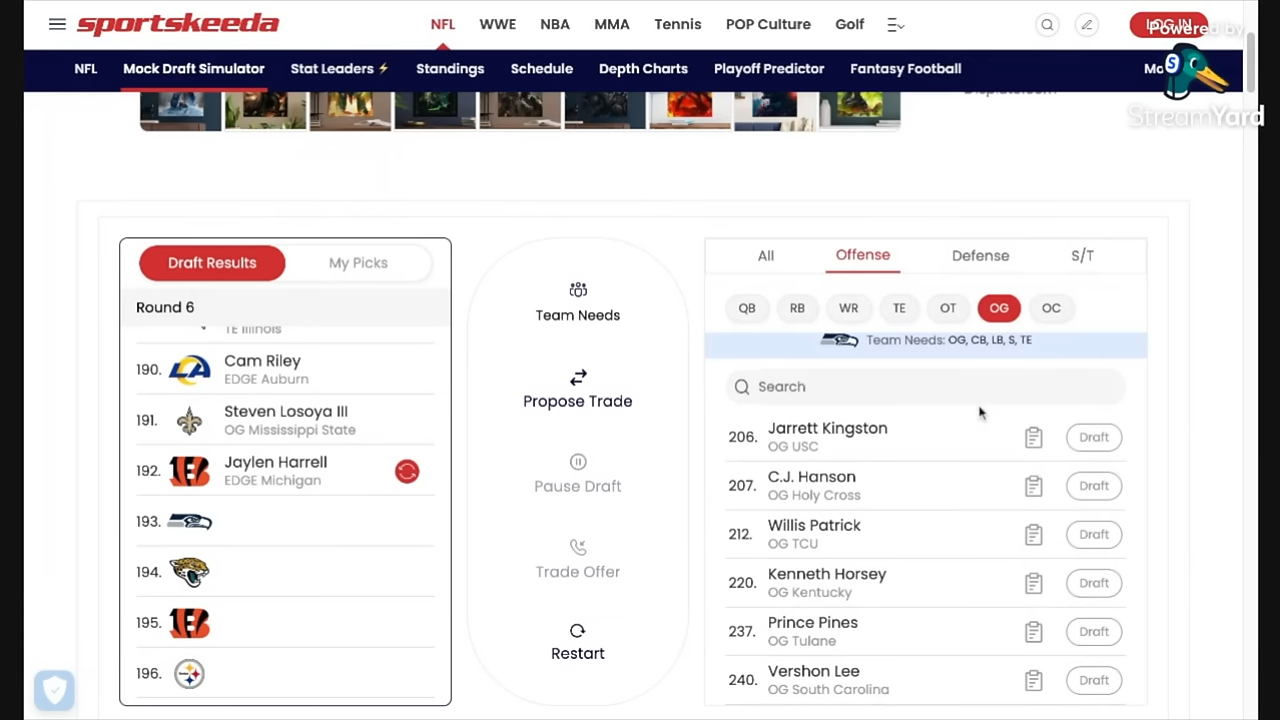 sportskeeda
NFL WWE NBA MMA Tennis POP Culture Golf
LOG IN
Powered by
NFL Mock Draft Simulator Stat Leaders⚡ Standings Schedule Depth Charts Playoff Predictor Fantasy Football
S
StreamYard
Draft Results My Picks
Round 6
TE Illinois
190. Cam Riley
EDGE Auburn
191. Steven Losoya III
OG Mississippi State
192. Jaylen Harrell
EDGE Michigan
193.
194.
195.
196.
Team Needs
Propose Trade
Pause Draft
Trade Offer
Restart
All Offense Defense S/T
QB RB WR TE OT OG OC
Team Needs: OG, CB, LB, S, TE
Search
206. Jarrett Kingston Draft
OG USC
207. C.J. Hanson Draft
OG Holy Cross
212. Willis Patrick Draft
OG TCU
220. Kenneth Horsey Draft
OG Kentucky
237. Prince Pines Draft
OG Tulane
240. Vershon Lee Draft
OG South Carolina